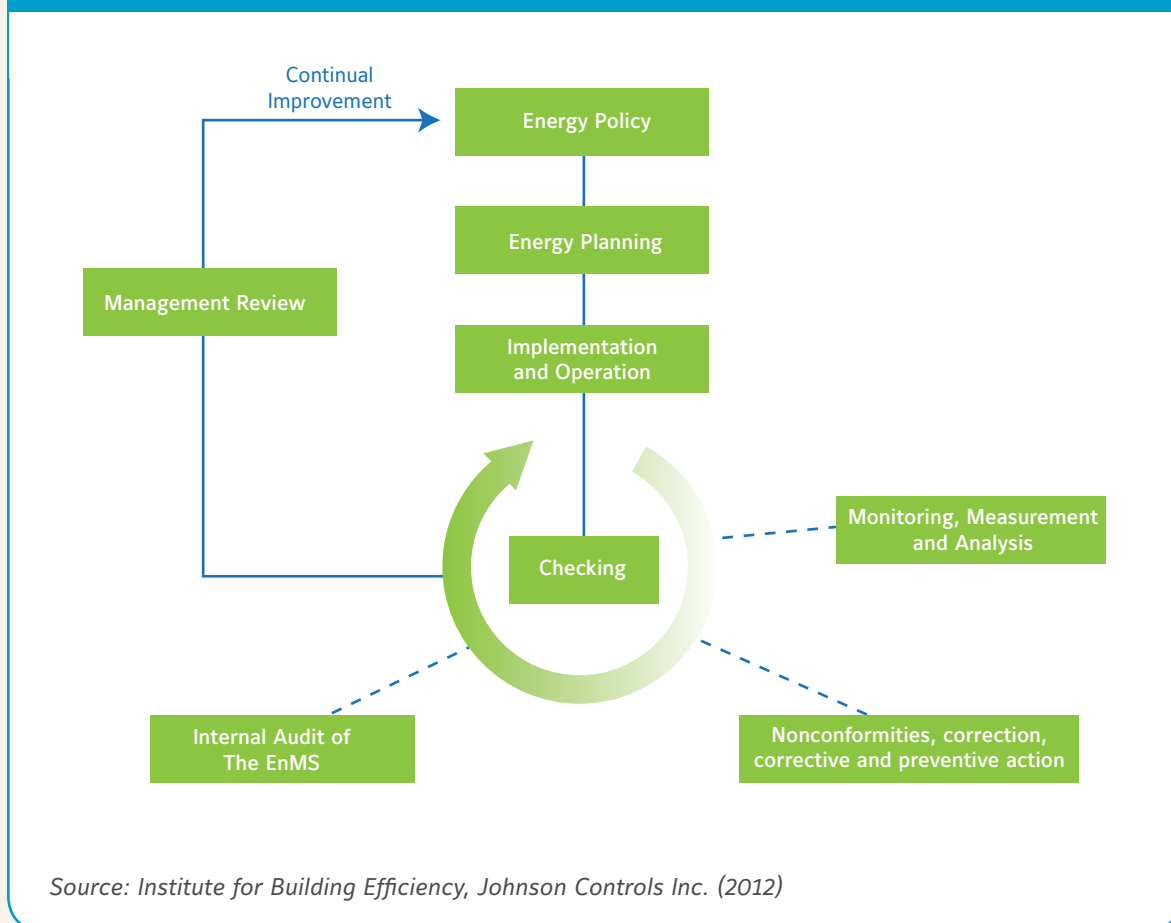 Continual
Improvement
Energy Policy
Energy Planning
Management Review
Implementation
and Operation
Monitoring, Measurement
and Analysis
Checking
Internal Audit of
The EnMS
Nonconformities, correction,
corrective and preventive action
Source: Institute for Building Efficiency, Johnson Controls Inc. (2012)